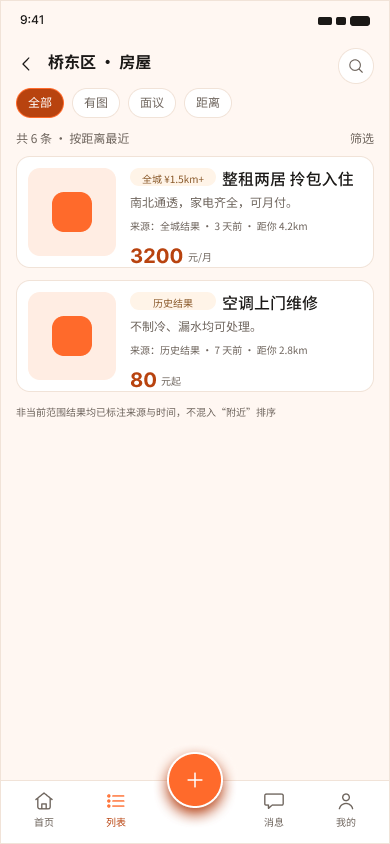 9:41
桥东区 · 房屋
全部
有图
面议
距离
共 6 条 · 按距离最近
筛选
全城 ¥1.5km+
整租两居 拎包入住
南北通透，家电齐全，可月付。
来源：全城结果 · 3 天前 · 距你 4.2km
3200 元/月
历史结果
空调上门维修
不制冷、漏水均可处理。
来源：历史结果 · 7 天前 · 距你 2.8km
80 元起
非当前范围结果均已标注来源与时间，不混入“附近”排序
首页
列表
消息
我的